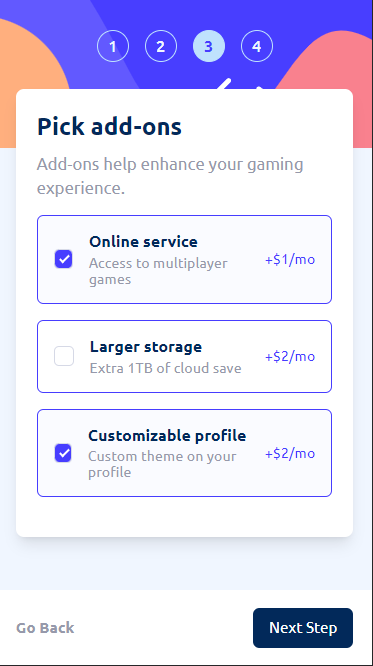 1 2 3 4
Pick add-ons
Add-ons help enhance your gaming
experience.
Online service
Access to multiplayer
games
+$1/mo
Larger storage
Extra 1TB of cloud save
+$2/mo
Customizable profile
Custom theme on your
profile
+$2/mo
Go Back
Next Step